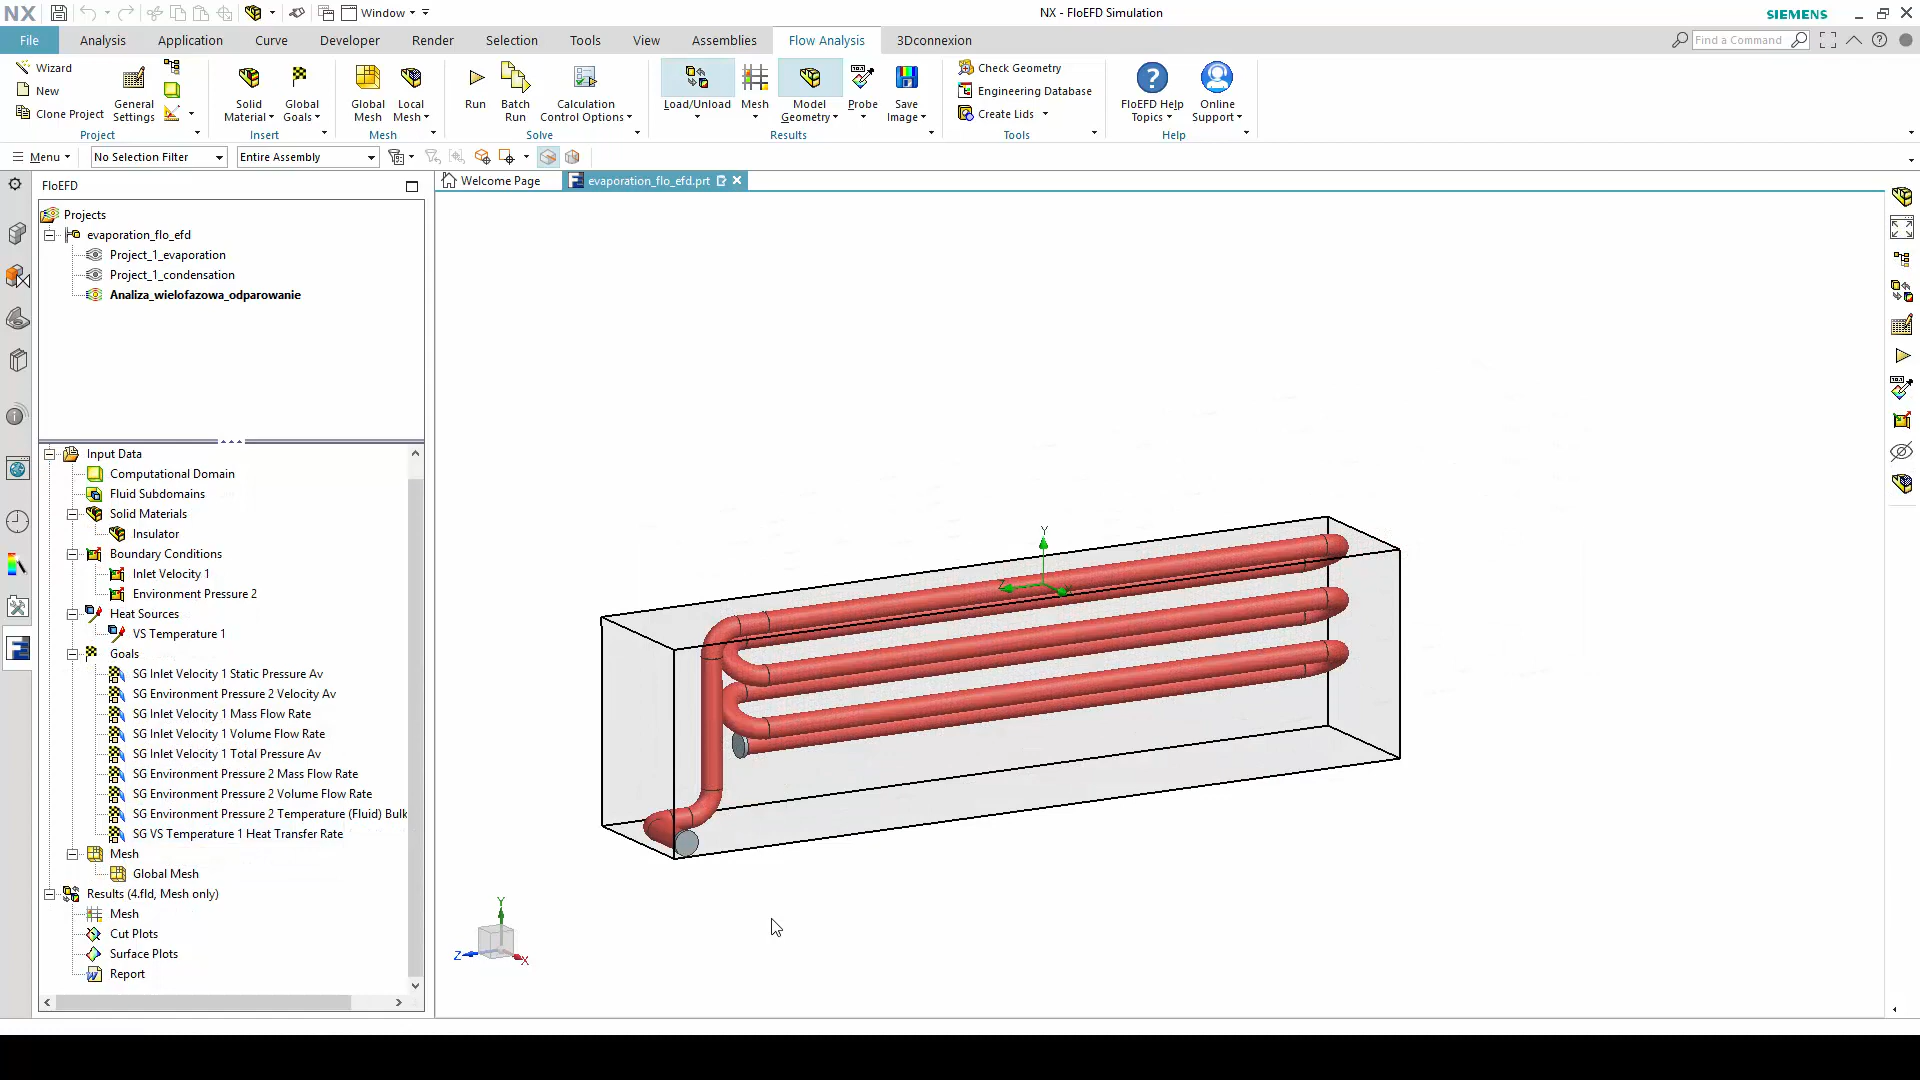 NX Window NX - FloEFD Simulation SIEMENS
File Analysis Application Curve Developer Render Selection Tools View Assemblies Flow Analysis 3Dconnexion Find a Command
Wizard
New
Clone Project
General Settings
Project
Solid Material
Global Goals
Insert
Global Mesh
Local Mesh
Mesh
Run
Batch Run
Calculation Control Options
Solve
Load/Unload
Mesh
Model Geometry
Probe
Save Image
Results
Check Geometry
Engineering Database
Create Lids
Tools
FloEFD Help Topics
Online Support
Help
Menu No Selection Filter Entire Assembly
FloEFD
Welcome Page evaporation_flo_efd.prt
Projects
evaporation_flo_efd
Project_1_evaporation
Project_1_condensation
Analiza_wielofazowa_odparowanie
Input Data
Computational Domain
Fluid Subdomains
Solid Materials
Insulator
Boundary Conditions
Inlet Velocity 1
Environment Pressure 2
Heat Sources
VS Temperature 1
Goals
SG Inlet Velocity 1 Static Pressure Av
SG Environment Pressure 2 Velocity Av
SG Inlet Velocity 1 Mass Flow Rate
SG Inlet Velocity 1 Volume Flow Rate
SG Inlet Velocity 1 Total Pressure Av
SG Environment Pressure 2 Mass Flow Rate
SG Environment Pressure 2 Volume Flow Rate
SG Environment Pressure 2 Temperature (Fluid) Bulk
SG VS Temperature 1 Heat Transfer Rate
Mesh
Global Mesh
Results (4.fld, Mesh only)
Mesh
Cut Plots
Surface Plots
Report
Y
Z
Y
Z
X